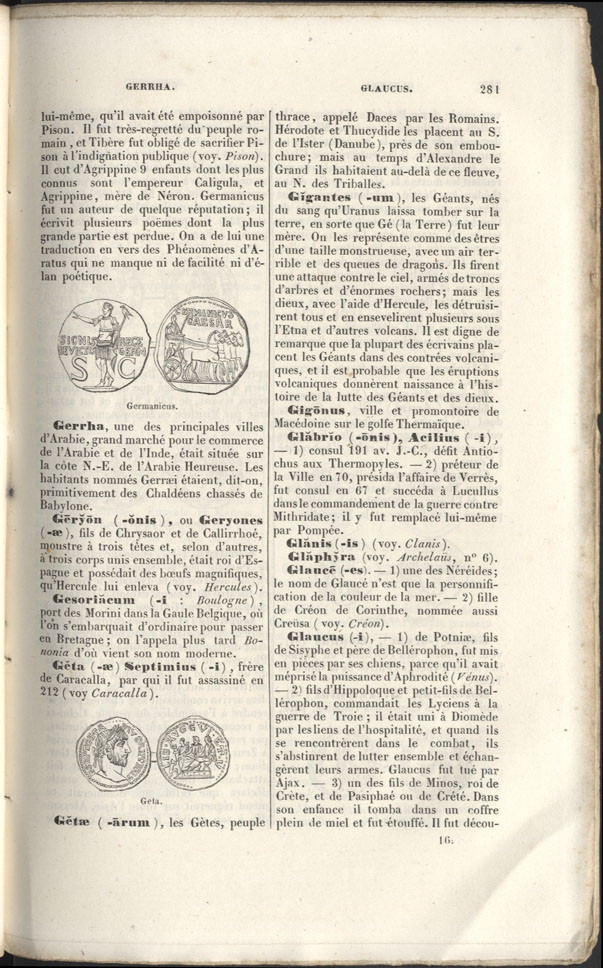 GERRHA.
GLAUCUS. 281
lui-même, qu'il avait été empoisonné par
Pison. Il fut très-regretté du peuple ro-
main, et Tibère fut obligé de sacrifier Pi-
son à l'indignation publique (voy. Pison).
Il eut d'Agrippine 9 enfants dont les plus
connus sont l'empereur Caligula, et
Agrippine, mère de Néron. Germanicus
fut un auteur de quelque réputation; il
écrivit plusieurs poëmes dont la plus
grande partie est perdue. On a de lui une
traduction en vers des Phénomènes d'A-
ratus qui ne manque ni de facilité ni d'é-
lan poétique.
SIGNIS RECE
DEVICTIS GERM
S C
GERMANICVS
CAESAR
Germanicus.
Gerrha, une des principales villes
d'Arabie, grand marché pour le commerce
de l'Arabie et de l'Inde, était située sur
la côte N.-E. de l'Arabie Heureuse. Les
habitants nommés Gerræi étaient, dit-on,
primitivement des Chaldéens chassés de
Babylone.
Gēry̆ōn (-ŏnis), ou Geryones
(-æ), fils de Chrysaor et de Callirrhoé,
monstre à trois têtes et, selon d'autres,
à trois corps unis ensemble, était roi d'Es-
pagne et possédait des bœufs magnifiques,
qu'Hercule lui enleva (voy. Hercules).
Gesoriăcum (-i : Boulogne),
port des Morini dans la Gaule Belgique, où
l'on s'embarquait d'ordinaire pour passer
en Bretagne; on l'appela plus tard Bo-
nonia d'où vient son nom moderne.
Gĕta (-æ) Septimius (-i), frère
de Caracalla, par qui il fut assassiné en
212 (voy Caracalla).
Geta.
Gĕtæ (-ārum), les Gètes, peuple
thrace, appelé Daces par les Romains.
Hérodote et Thucydide les placent au S.
de l'Ister (Danube), près de son embou-
chure; mais au temps d'Alexandre le
Grand ils habitaient au-delà de ce fleuve,
au N. des Triballes.
Gĭgantes (-um), les Géants, nés
du sang qu'Uranus laissa tomber sur la
terre, en sorte que Gé (la Terre) fut leur
mère. On les représente comme des êtres
d'une taille monstrueuse, avec un air ter-
rible et des queues de dragons. Ils firent
une attaque contre le ciel, armés de troncs
d'arbres et d'énormes rochers; mais les
dieux, avec l'aide d'Hercule, les détruisi-
rent tous et en ensevelirent plusieurs sous
l'Etna et d'autres volcans. Il est digne de
remarque que la plupart des écrivains pla-
cent les Géants dans des contrées volcani-
ques, et il est probable que les éruptions
volcaniques donnèrent naissance à l'his-
toire de la lutte des Géants et des dieux.
Gigōnus, ville et promontoire de
Macédoine sur le golfe Thermaïque.
Glăbrĭo (-ōnis), Acilius (-i),
— 1) consul 191 av. J.-C., défit Antio-
chus aux Thermopyles. — 2) préteur de
la Ville en 70, présida l'affaire de Verrès,
fut consul en 67 et succéda à Lucullus
dans le commandement de la guerre contre
Mithridate; il y fut remplacé lui-même
par Pompée.
Glănis (-is) (voy. Clanis).
Glăphy̆ra (voy. Archelaüs, n° 6).
Glaucē (-es). — 1) une des Néréides;
le nom de Glaucé n'est que la personnifi-
cation de la couleur de la mer. — 2) fille
de Créon de Corinthe, nommée aussi
Creüsa (voy. Créon).
Glaucus (-i), — 1) de Potniæ, fils
de Sisyphe et père de Bellérophon, fut mis
en pièces par ses chiens, parce qu'il avait
méprisé la puissance d'Aphrodité (Vénus).
— 2) fils d'Hippoloque et petit-fils de Bel-
lérophon, commandait les Lyciens à la
guerre de Troie; il était uni à Diomède
par les liens de l'hospitalité, et quand ils
se rencontrèrent dans le combat, ils
s'abstinrent de lutter ensemble et échan-
gèrent leurs armes. Glaucus fut tué par
Ajax. — 3) un des fils de Minos, roi de
Crète, et de Pasiphaé ou de Crété. Dans
son enfance il tomba dans un coffre
plein de miel et fut étouffé. Il fut décou-
16.